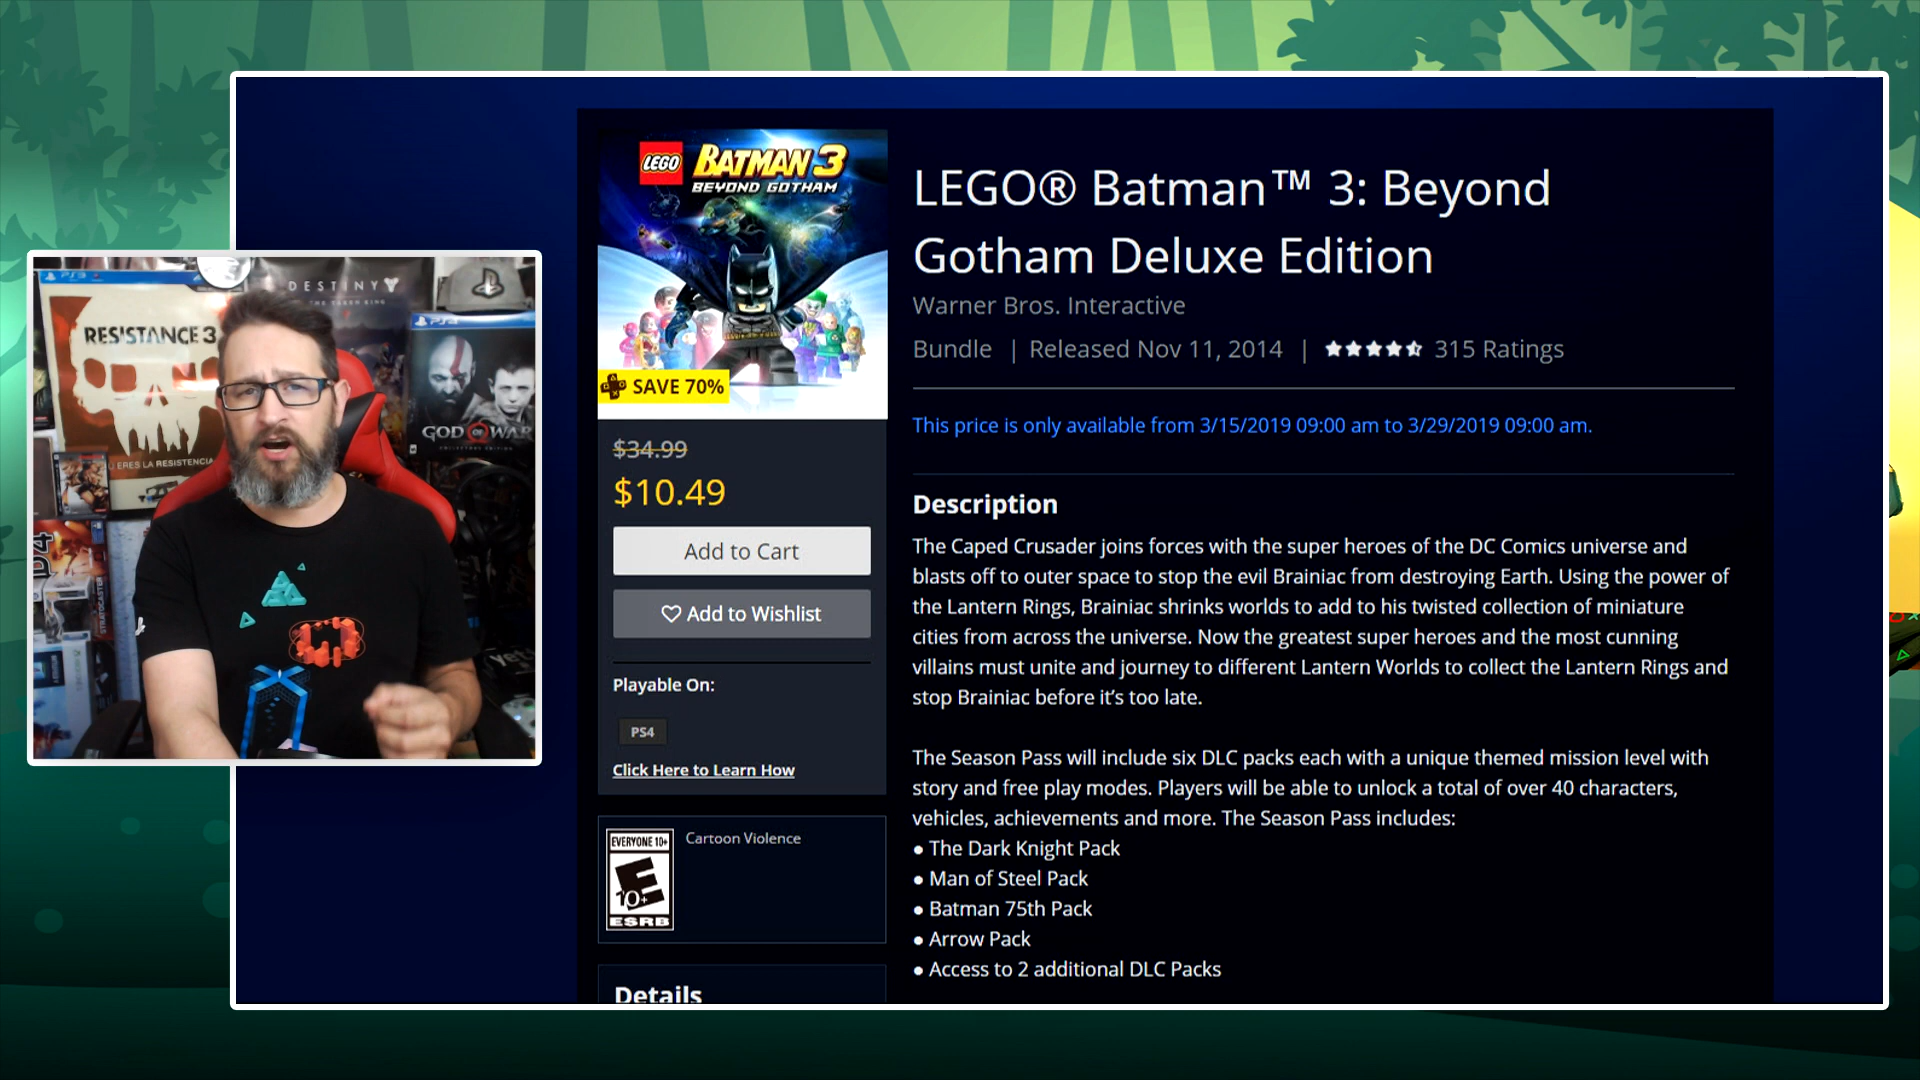 LEGO
BATMAN 3
BEYOND GOTHAM
SAVE 70%
$34.99
$10.49
Add to Cart
Add to Wishlist
Playable On:
PS4
Click Here to Learn How
EVERYONE 10+
E
10+
ESRB
Cartoon Violence
Details
LEGO® Batman™ 3: Beyond
Gotham Deluxe Edition
Warner Bros. Interactive
Bundle | Released Nov 11, 2014 | 315 Ratings
This price is only available from 3/15/2019 09:00 am to 3/29/2019 09:00 am.
Description
The Caped Crusader joins forces with the super heroes of the DC Comics universe and
blasts off to outer space to stop the evil Brainiac from destroying Earth. Using the power of
the Lantern Rings, Brainiac shrinks worlds to add to his twisted collection of miniature
cities from across the universe. Now the greatest super heroes and the most cunning
villains must unite and journey to different Lantern Worlds to collect the Lantern Rings and
stop Brainiac before it's too late.
The Season Pass will include six DLC packs each with a unique themed mission level with
story and free play modes. Players will be able to unlock a total of over 40 characters,
vehicles, achievements and more. The Season Pass includes:
● The Dark Knight Pack
● Man of Steel Pack
● Batman 75th Pack
● Arrow Pack
● Access to 2 additional DLC Packs
PS3
RESISTANCE 3
ERES LA RESISTENCIA
DESTINY
THE TAKEN KING
PS4
GOD OF WAR
STRATOCASTER